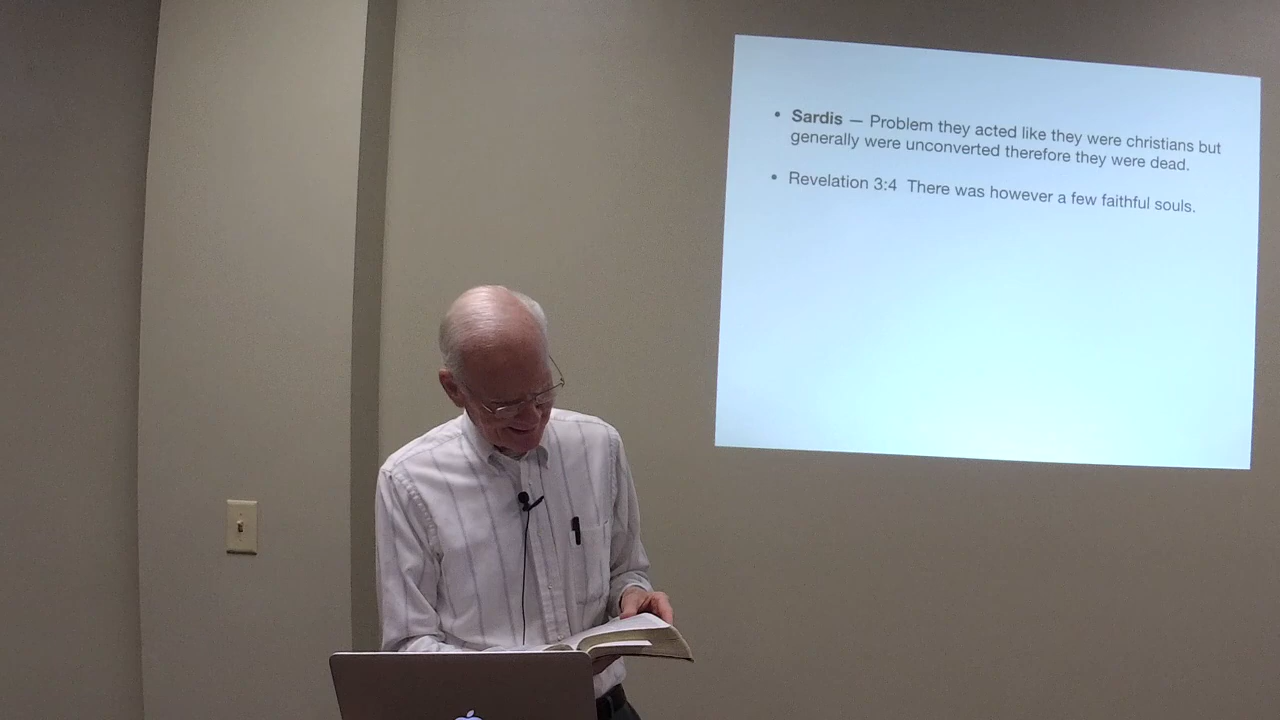 • Sardis — Problem they acted like they were christians but
generally were unconverted therefore they were dead.
• Revelation 3:4 There was however a few faithful souls.